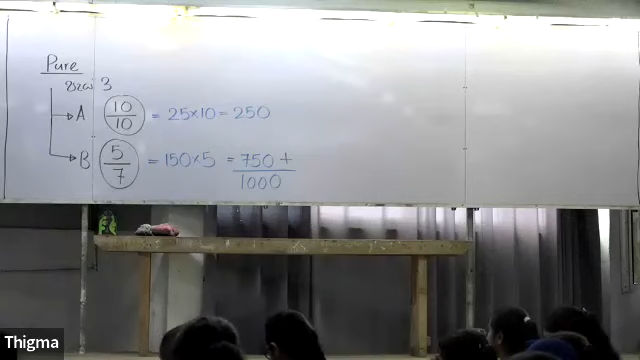 Pure
3
A 10/10 = 25×10 = 250
B 5/7 = 150×5 = 750 +
1000
Thigma